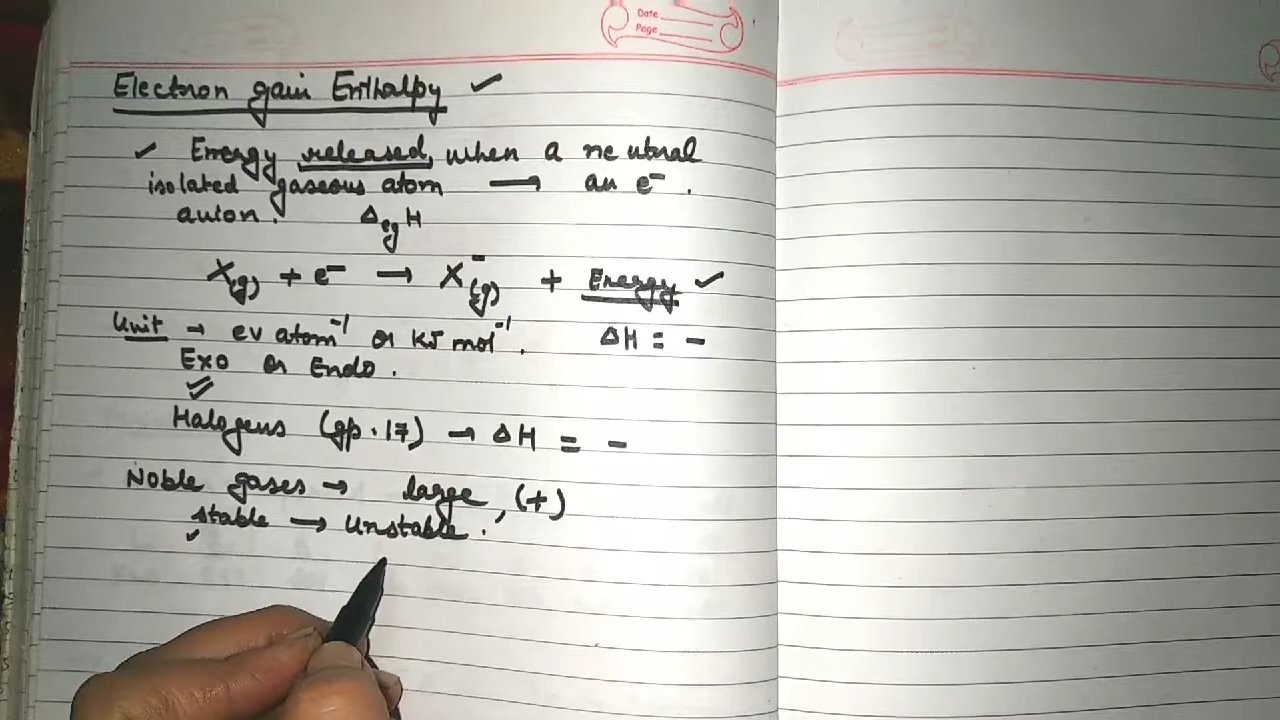 Date
Page
Electron gain Enthalpy ✓
✓ Energy released, when a neutral
isolated gaseous atom → an e⁻.
anion. ΔegH
X(g) + e⁻ → X⁻(g) + Energy ✓
Unit → ev atom⁻¹ or KJ mol⁻¹. ΔH = -
Exo or Endo.
Halogens (gp. 17) → ΔH = -
Noble gases → large, (+)
stable → unstable.